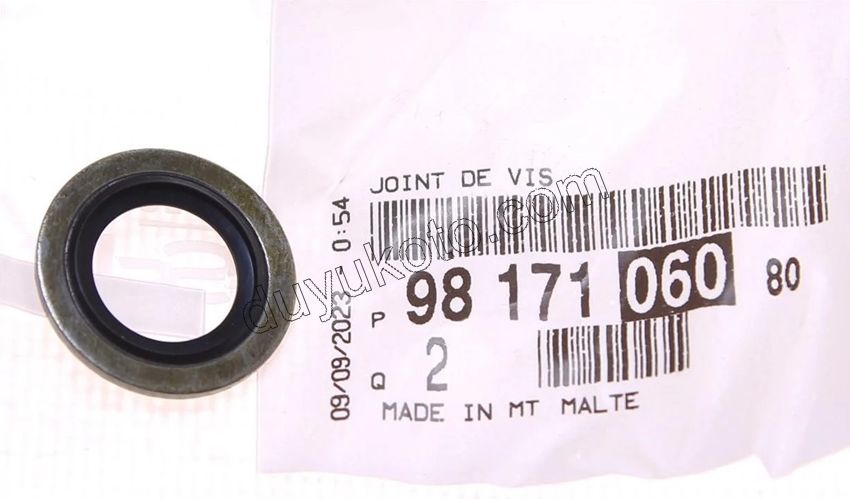 JOINT DE VIS
09/09/2023 - 0:54
P 98 171 060 80
Q 2
MADE IN MT MALTE
duyukoto.com